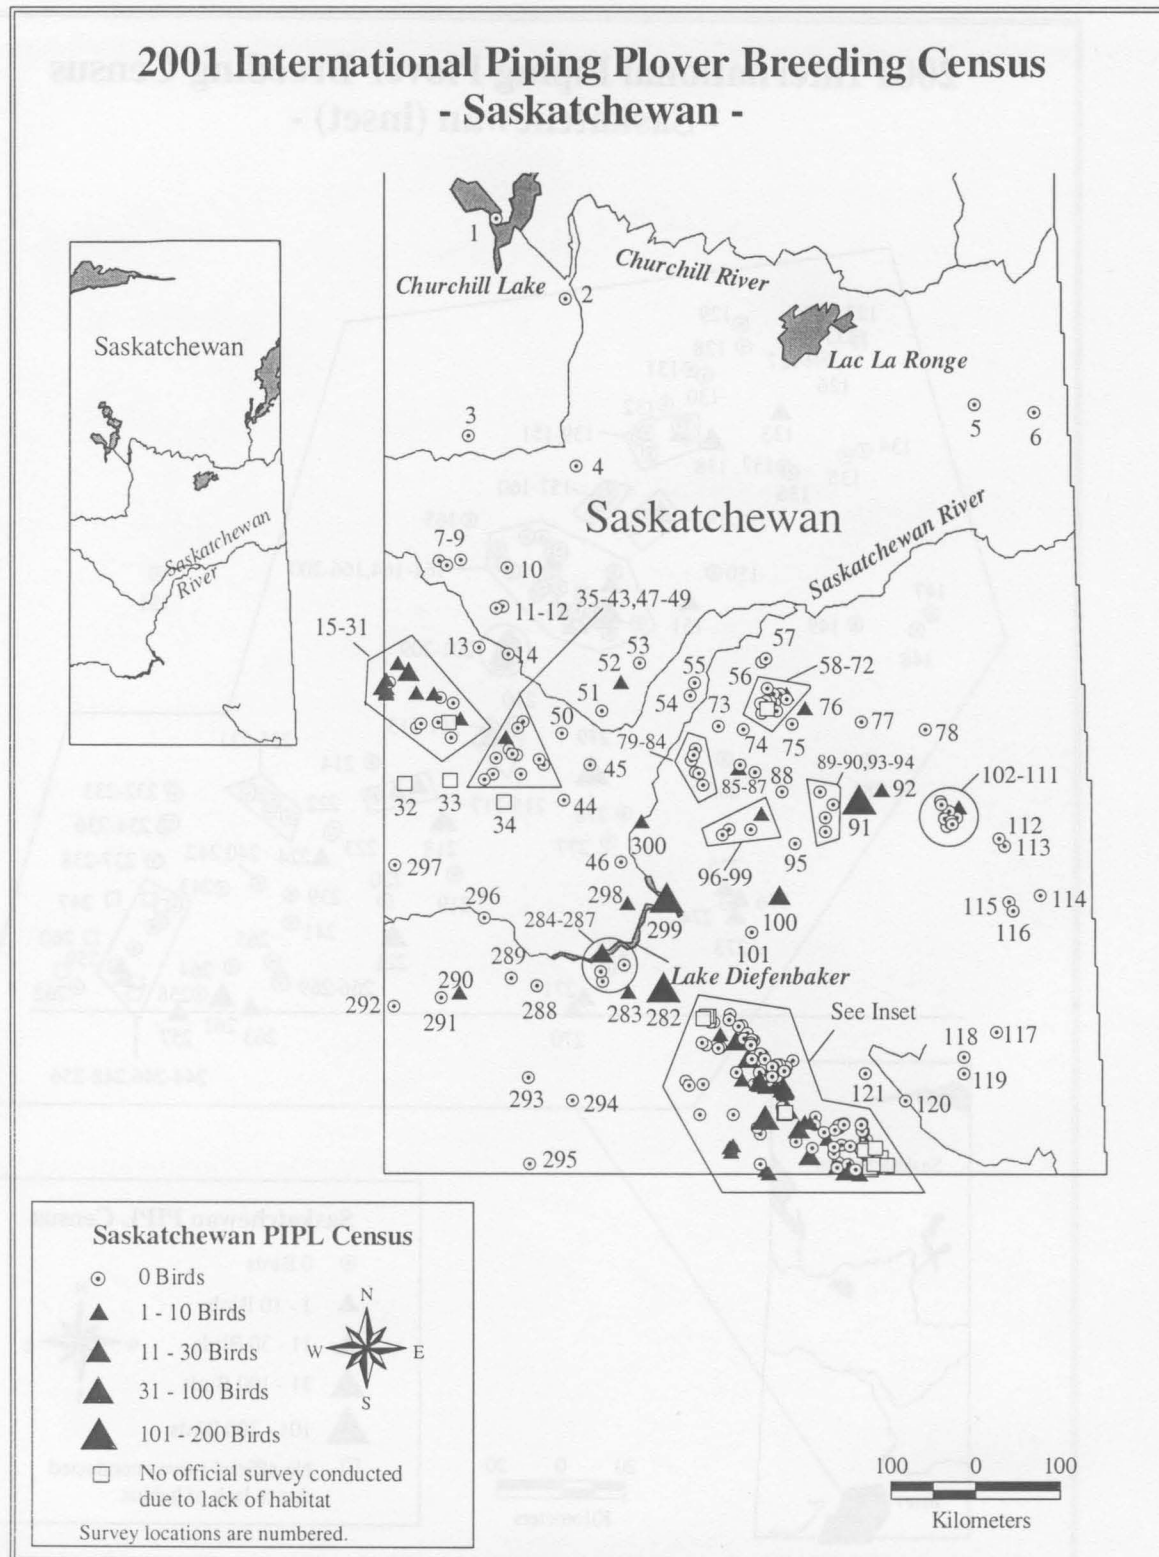 2001 International Piping Plover Breeding Census
- Saskatchewan -
1
Churchill Lake
Churchill River
2
Saskatchewan
Lac La Ronge
3
5
6
4
Saskatchewan
Saskatchewan River
Saskatchewan
River
7-9
10
35-43,47-49
11-12
15-31
13
14
53
52
57
56
58-72
55
51
54
73
76
50
74
75
77
78
79-84
89-90,93-94
45
88
92
102-111
85-87
32
33
34
44
91
112
113
300
95
46
96-99
297
298
296
284-287
299
100
101
114
115
116
289
Lake Diefenbaker
290
292
291
288
283
282
See Inset
118
117
119
121
120
293
294
295
Saskatchewan PIPL Census
0 Birds
1 - 10 Birds
11 - 30 Birds
31 - 100 Birds
101 - 200 Birds
No official survey conducted
due to lack of habitat
Survey locations are numbered.
N
W
E
S
100
0
100
Kilometers